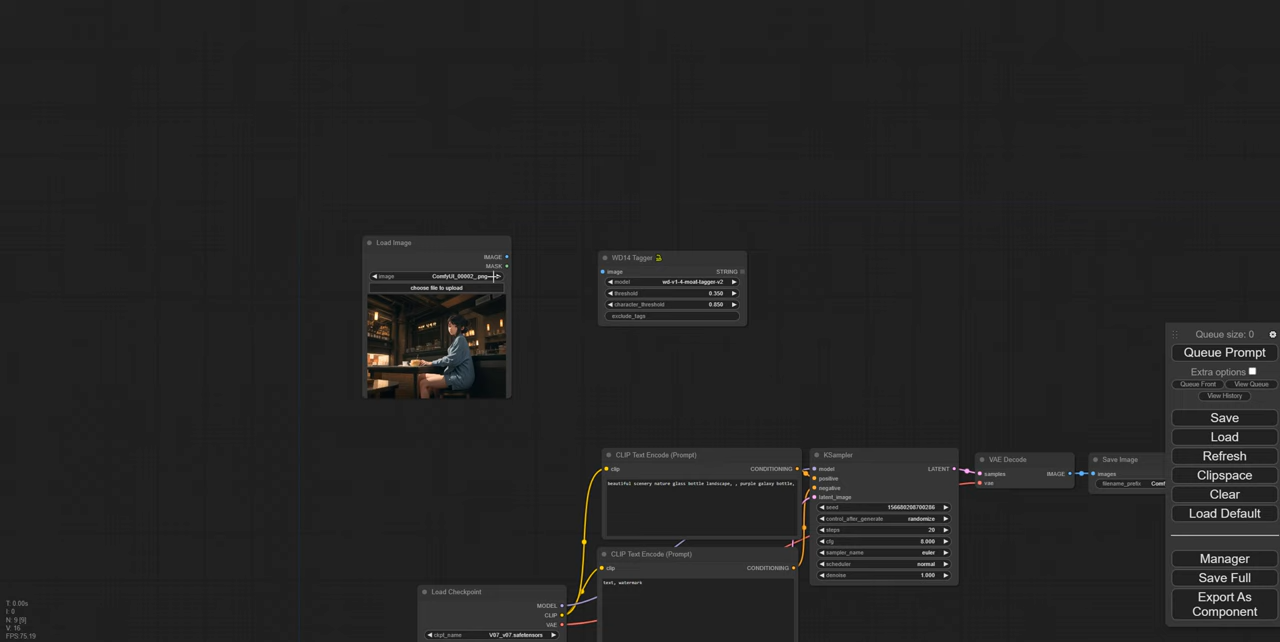 Load Image
IMAGE
MASK
image ComfyUI_00002_.png
choose file to upload
WD14 Tagger
image STRING
model wd-v1-4-moat-tagger-v2
threshold 0.350
character_threshold 0.850
exclude_tags
Queue size: 0
Queue Prompt
Extra options
Queue Front View Queue
View History
Save
Load
Refresh
Clipspace
Clear
Load Default
Manager
Save Full
Export As
Component
CLIP Text Encode (Prompt)
clip CONDITIONING
beautiful scenery nature glass bottle landscape, , purple galaxy bottle,
CLIP Text Encode (Prompt)
clip CONDITIONING
text, watermark
KSampler
model LATENT
positive
negative
latent_image
seed 156680208700286
control_after_generate randomize
steps 20
cfg 8.000
sampler_name euler
scheduler normal
denoise 1.000
VAE Decode
samples IMAGE
vae
Save Image
images
filename_prefix Comf
Load Checkpoint
MODEL
CLIP
VAE
ckpt_name V07_v07.safetensors
T: 0.00s
I: 0
N: 9 [9]
V: 16
FPS:75.19